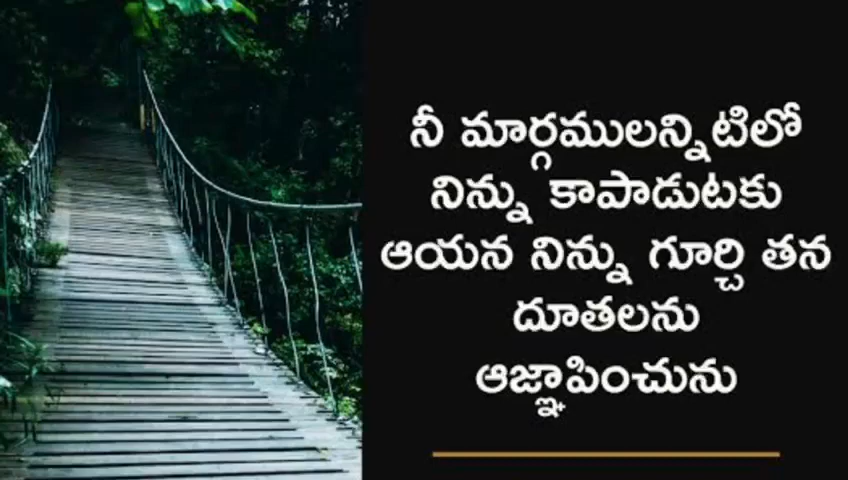 నీ మార్గములన్నిటిలో
నిన్ను కాపాడుటకు
ఆయన నిన్ను గూర్చి తన
దూతలను
ఆజ్ఞాపించును